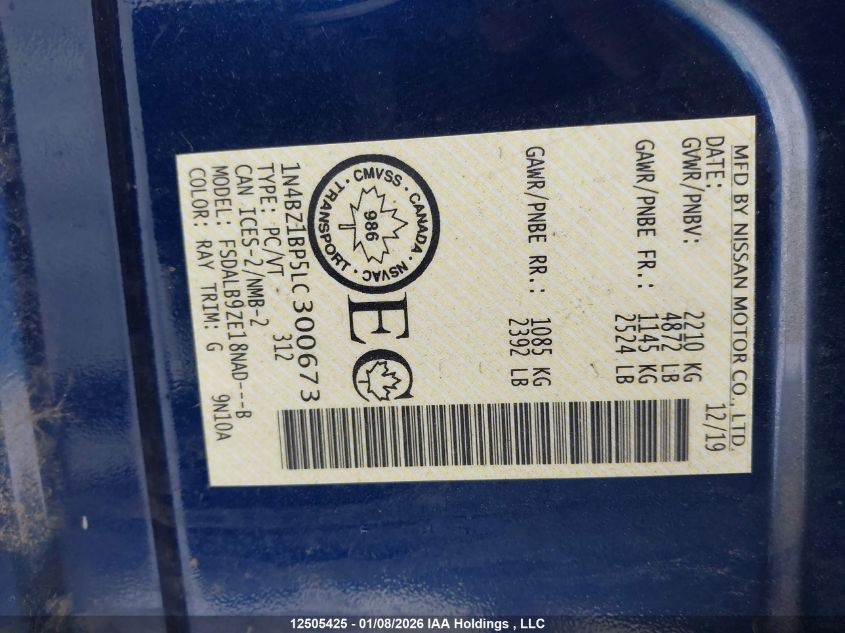 MFD BY NISSAN MOTOR CO., LTD.
DATE: 12/19
GVWR/PNBV: 2210 KG
4872 LB
GAWR/PNBE FR.: 1145 KG
2524 LB
GAWR/PNBE RR.: 1085 KG
2392 LB
CMVSS · CANADA · NSVAC · TRANSPORT ·
986
EC
1N4BZ1BP5LC300673
TYPE: PC/VT 312
CAN ICES-2/NMB-2
MODEL: FSDALB9ZE18NAD---B
COLOR: RAY TRIM: G 9N10A
12505425 - 01/08/2026 IAA Holdings , LLC